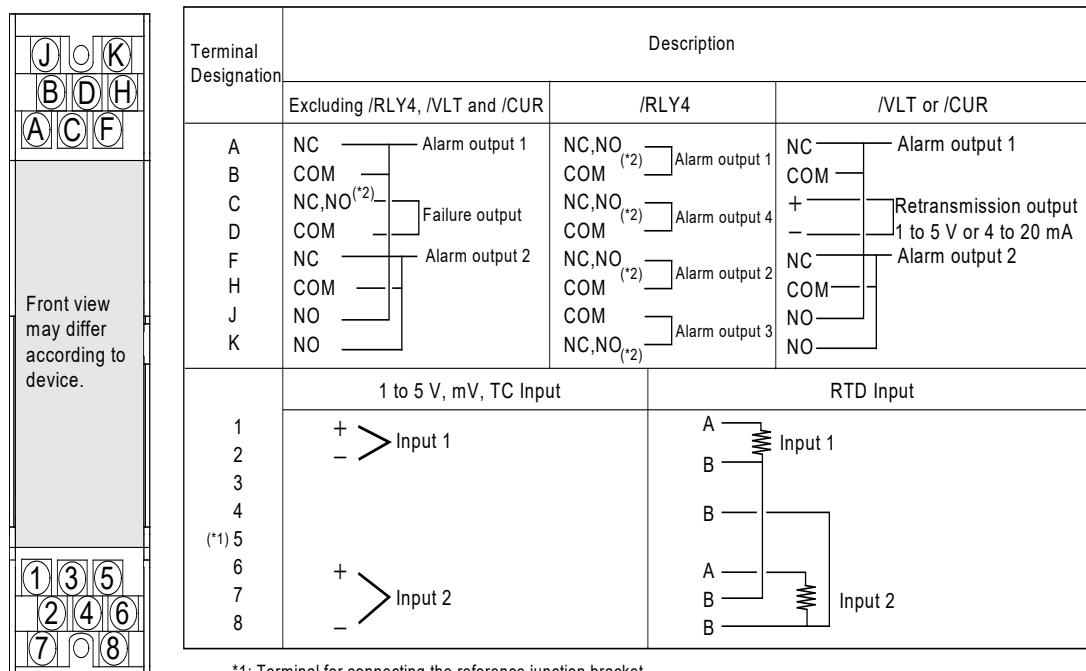 J K
B D H
A C F
Front view
may differ
according to
device.
1 3 5
2 4 6
7 8
Terminal
Designation
Description
Excluding /RLY4, /VLT and /CUR
/RLY4
/VLT or /CUR
A NC Alarm output 1 NC,NO (*2) Alarm output 1 NC Alarm output 1
B COM COM COM
C NC,NO(*2) Failure output NC,NO (*2) Alarm output 4 + Retransmission output
D COM COM − 1 to 5 V or 4 to 20 mA
F NC Alarm output 2 NC,NO (*2) Alarm output 2 NC Alarm output 2
H COM COM COM
J NO COM Alarm output 3 NO
K NO NC,NO (*2) NO
1 to 5 V, mV, TC Input RTD Input
1 + Input 1 A Input 1
2 − B
3
4 B
(*1) 5
6 + A
7 Input 2 B Input 2
8 − B
*1: Terminal for connecting the reference junction bracket